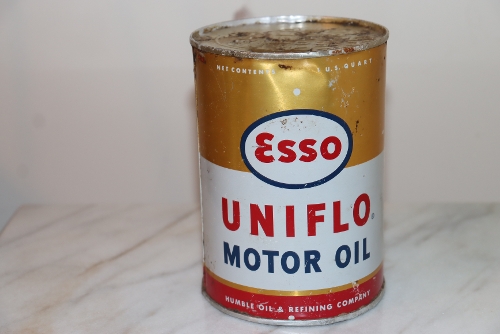 NET CONTENTS U.S. QUART
Esso
UNIFLO
MOTOR OIL
HUMBLE OIL & REFINING COMPANY